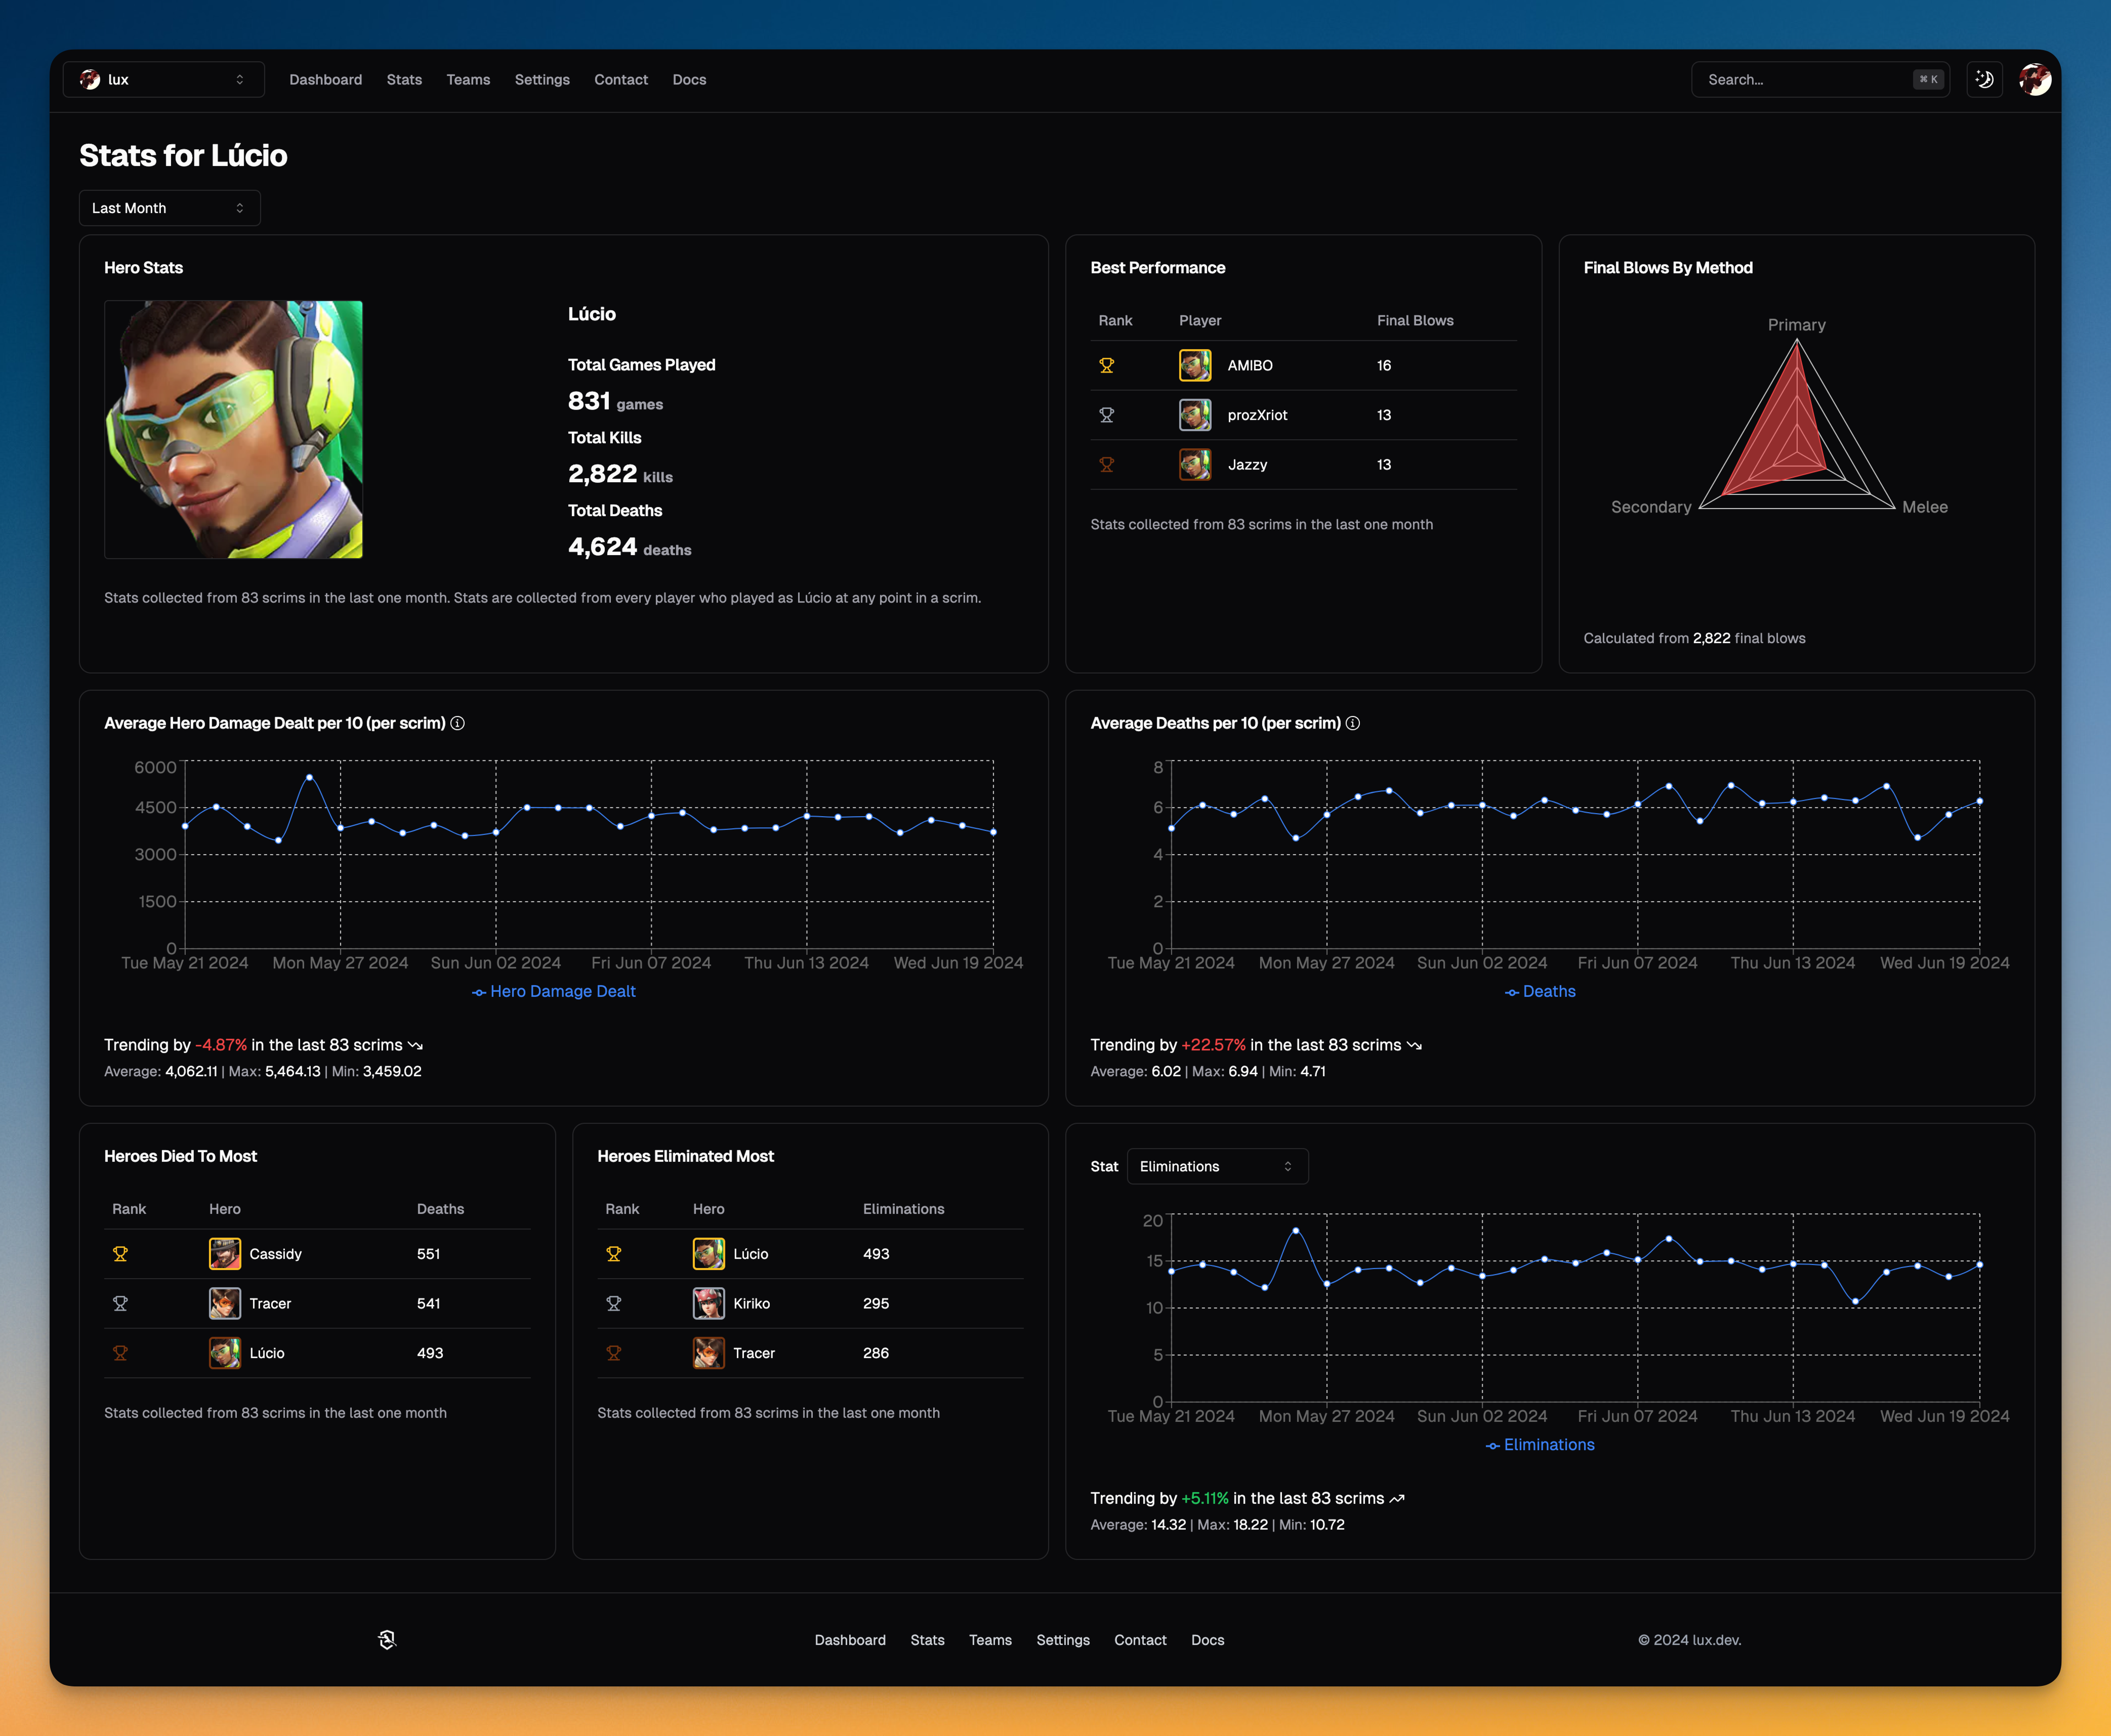 lux
Dashboard Stats Teams Settings Contact Docs
Search... ⌘ K
Stats for Lúcio
Last Month
Hero Stats
Lúcio
Total Games Played
831 games
Total Kills
2,822 kills
Total Deaths
4,624 deaths
Stats collected from 83 scrims in the last one month. Stats are collected from every player who played as Lúcio at any point in a scrim.
Best Performance
Rank Player Final Blows
AMIBO 16
prozXriot 13
Jazzy 13
Stats collected from 83 scrims in the last one month
Final Blows By Method
Primary
Secondary
Melee
Calculated from 2,822 final blows
Average Hero Damage Dealt per 10 (per scrim)
6000
4500
3000
1500
0
Tue May 21 2024 Mon May 27 2024 Sun Jun 02 2024 Fri Jun 07 2024 Thu Jun 13 2024 Wed Jun 19 2024
Hero Damage Dealt
Trending by -4.87% in the last 83 scrims
Average: 4,062.11 | Max: 5,464.13 | Min: 3,459.02
Average Deaths per 10 (per scrim)
8
6
4
2
0
Tue May 21 2024 Mon May 27 2024 Sun Jun 02 2024 Fri Jun 07 2024 Thu Jun 13 2024 Wed Jun 19 2024
Deaths
Trending by +22.57% in the last 83 scrims
Average: 6.02 | Max: 6.94 | Min: 4.71
Heroes Died To Most
Rank Hero Deaths
Cassidy 551
Tracer 541
Lúcio 493
Stats collected from 83 scrims in the last one month
Heroes Eliminated Most
Rank Hero Eliminations
Lúcio 493
Kiriko 295
Tracer 286
Stats collected from 83 scrims in the last one month
Stat Eliminations
20
15
10
5
0
Tue May 21 2024 Mon May 27 2024 Sun Jun 02 2024 Fri Jun 07 2024 Thu Jun 13 2024 Wed Jun 19 2024
Eliminations
Trending by +5.11% in the last 83 scrims
Average: 14.32 | Max: 18.22 | Min: 10.72
Dashboard Stats Teams Settings Contact Docs
© 2024 lux.dev.